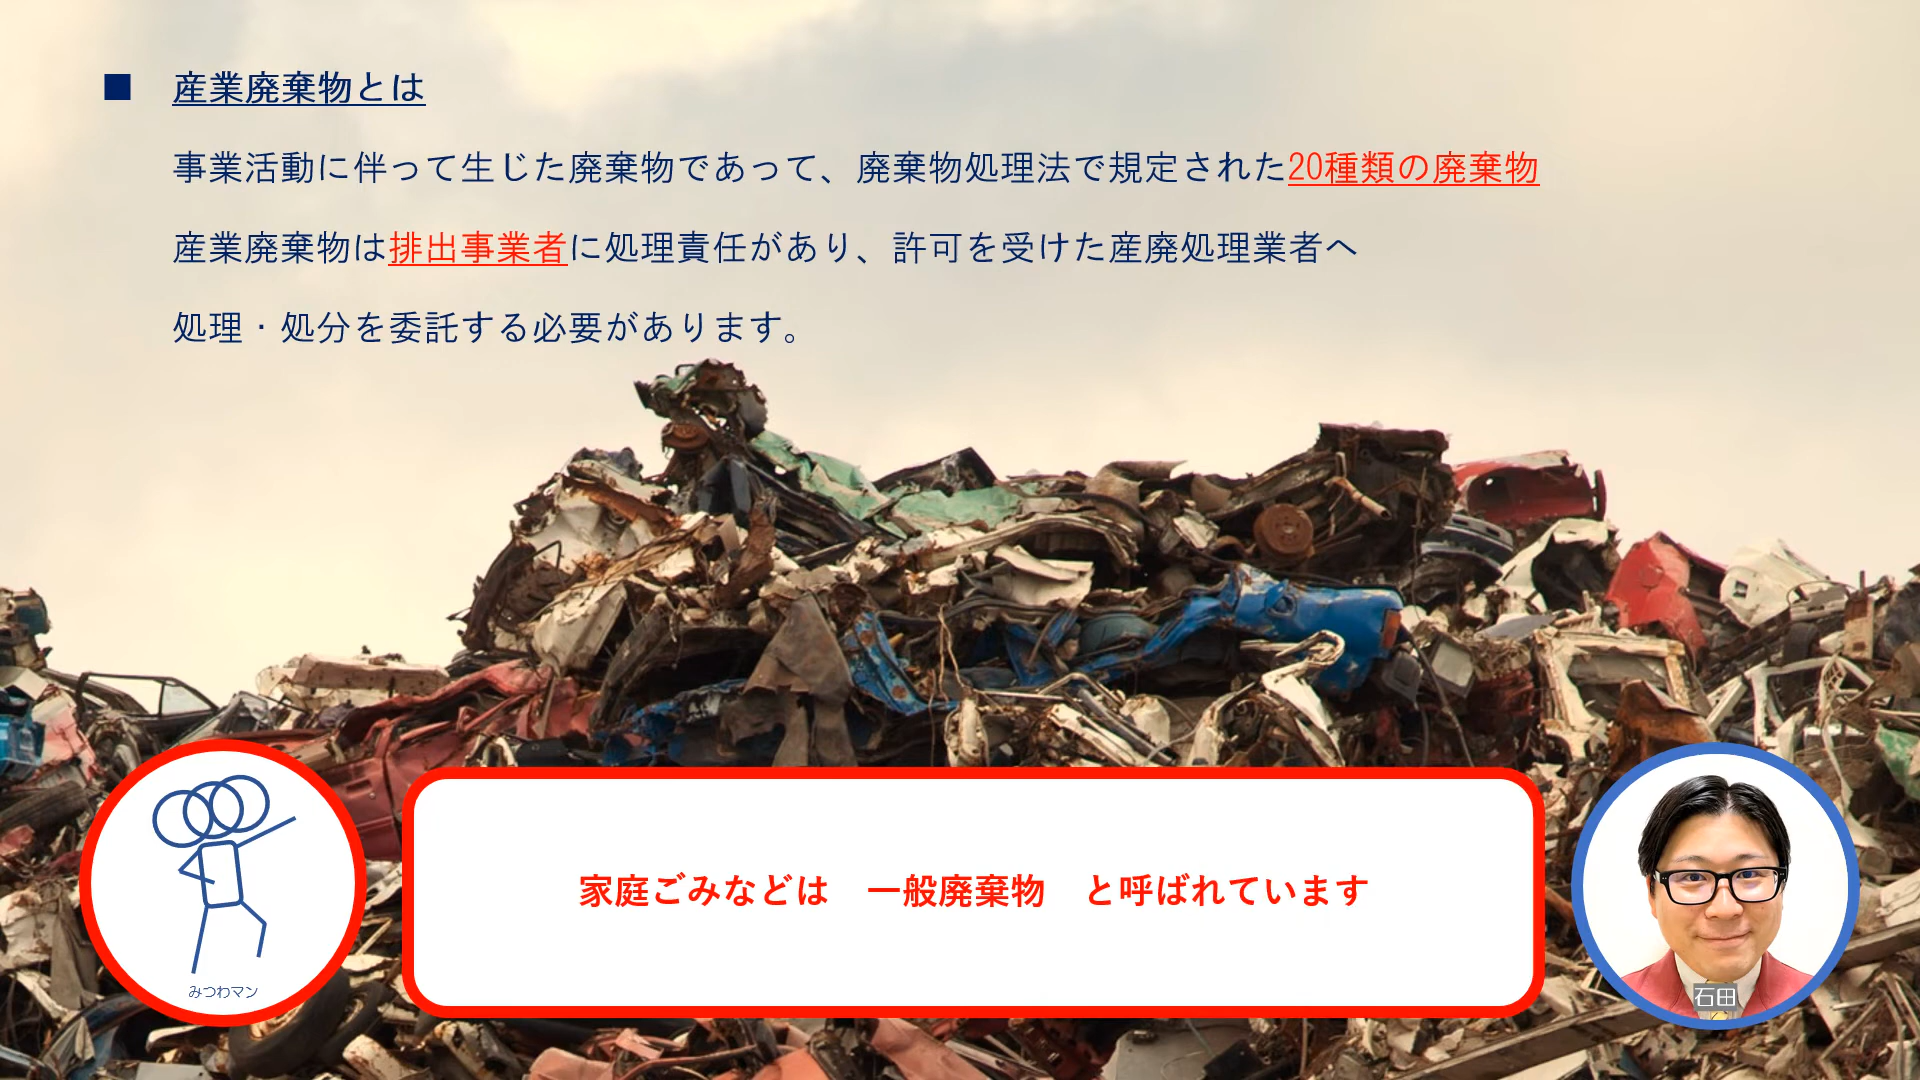 ■　産業廃棄物とは
事業活動に伴って生じた廃棄物であって、廃棄物処理法で規定された20種類の廃棄物
産業廃棄物は排出事業者に処理責任があり、許可を受けた産廃処理業者へ
処理・処分を委託する必要があります。
家庭ごみなどは　一般廃棄物　と呼ばれています
みつわマン
石田